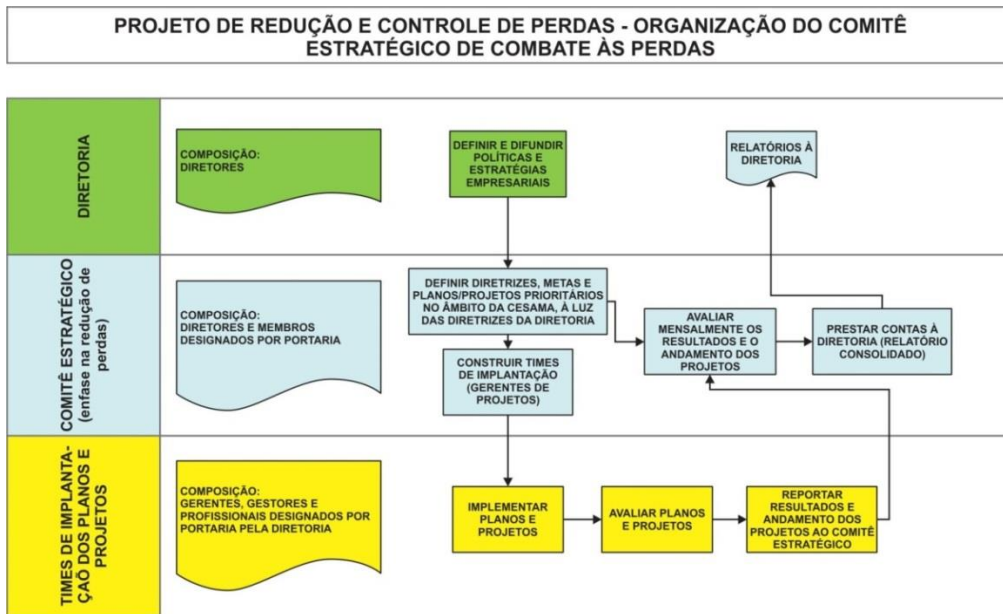 PROJETO DE REDUÇÃO E CONTROLE DE PERDAS - ORGANIZAÇÃO DO COMITÊ
ESTRATÉGICO DE COMBATE ÀS PERDAS
DIRETORIA
COMPOSIÇÃO:
DIRETORES
DEFINIR E DIFUNDIR
POLÍTICAS E
ESTRATÉGIAS
EMPRESARIAIS
RELATÓRIOS À
DIRETORIA
COMITÊ ESTRATÉGICO
(enfase na redução de
perdas)
COMPOSIÇÃO:
DIRETORES E MEMBROS
DESIGNADOS POR PORTARIA
DEFINIR DIRETRIZES, METAS E
PLANOS/PROJETOS PRIORITÁRIOS
NO ÂMBITO DA CESAMA, À LUZ
DAS DIRETRIZES DA DIRETORIA
CONSTRUIR TIMES
DE IMPLANTAÇÃO
(GERENTES DE
PROJETOS)
AVALIAR
MENSALMENTE OS
RESULTADOS E O
ANDAMENTO DOS
PROJETOS
PRESTAR CONTAS À
DIRETORIA (RELATÓRIO
CONSOLIDADO)
TIMES DE IMPLANTA-
ÇAÕ DOS PLANOS E
PROJETOS
COMPOSIÇÃO:
GERENTES, GESTORES E
PROFISSIONAIS DESIGNADOS POR
PORTARIA PELA DIRETORIA
IMPLEMENTAR
PLANOS E
PROJETOS
AVALIAR PLANOS
E PROJETOS
REPORTAR
RESULTADOS E
ANDAMENTO DOS
PROJETOS AO COMITÊ
ESTRATÉGICO